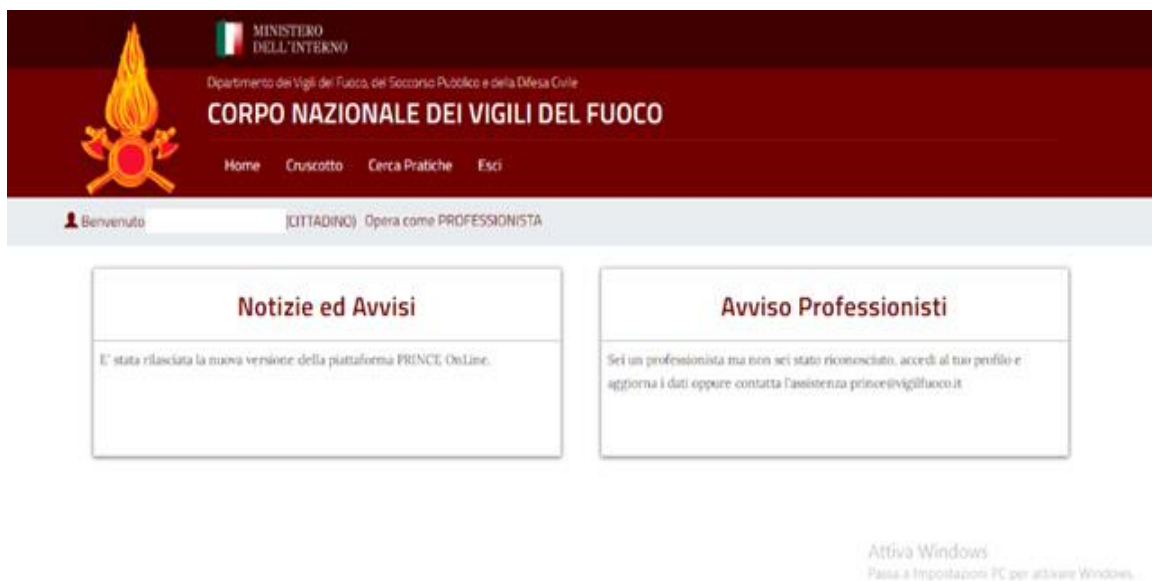 MINISTERO
DELL'INTERNO
Dipartimento dei Vigili del Fuoco, del Soccorso Pubblico e della Difesa Civile
CORPO NAZIONALE DEI VIGILI DEL FUOCO
Home Cruscotto Cerca Pratiche Esci
Benvenuto (CITTADINO) Opera come PROFESSIONISTA
Notizie ed Avvisi
E' stata rilasciata la nuova versione della piattaforma PRINCE OnLine.
Avviso Professionisti
Sei un professionista ma non sei stato riconosciuto, accedi al tuo profilo e
aggiorna i dati oppure contatta l'assistenza prince@vigilfuoco.it
Attiva Windows
Passa a Impostazioni PC per attivare Windows.